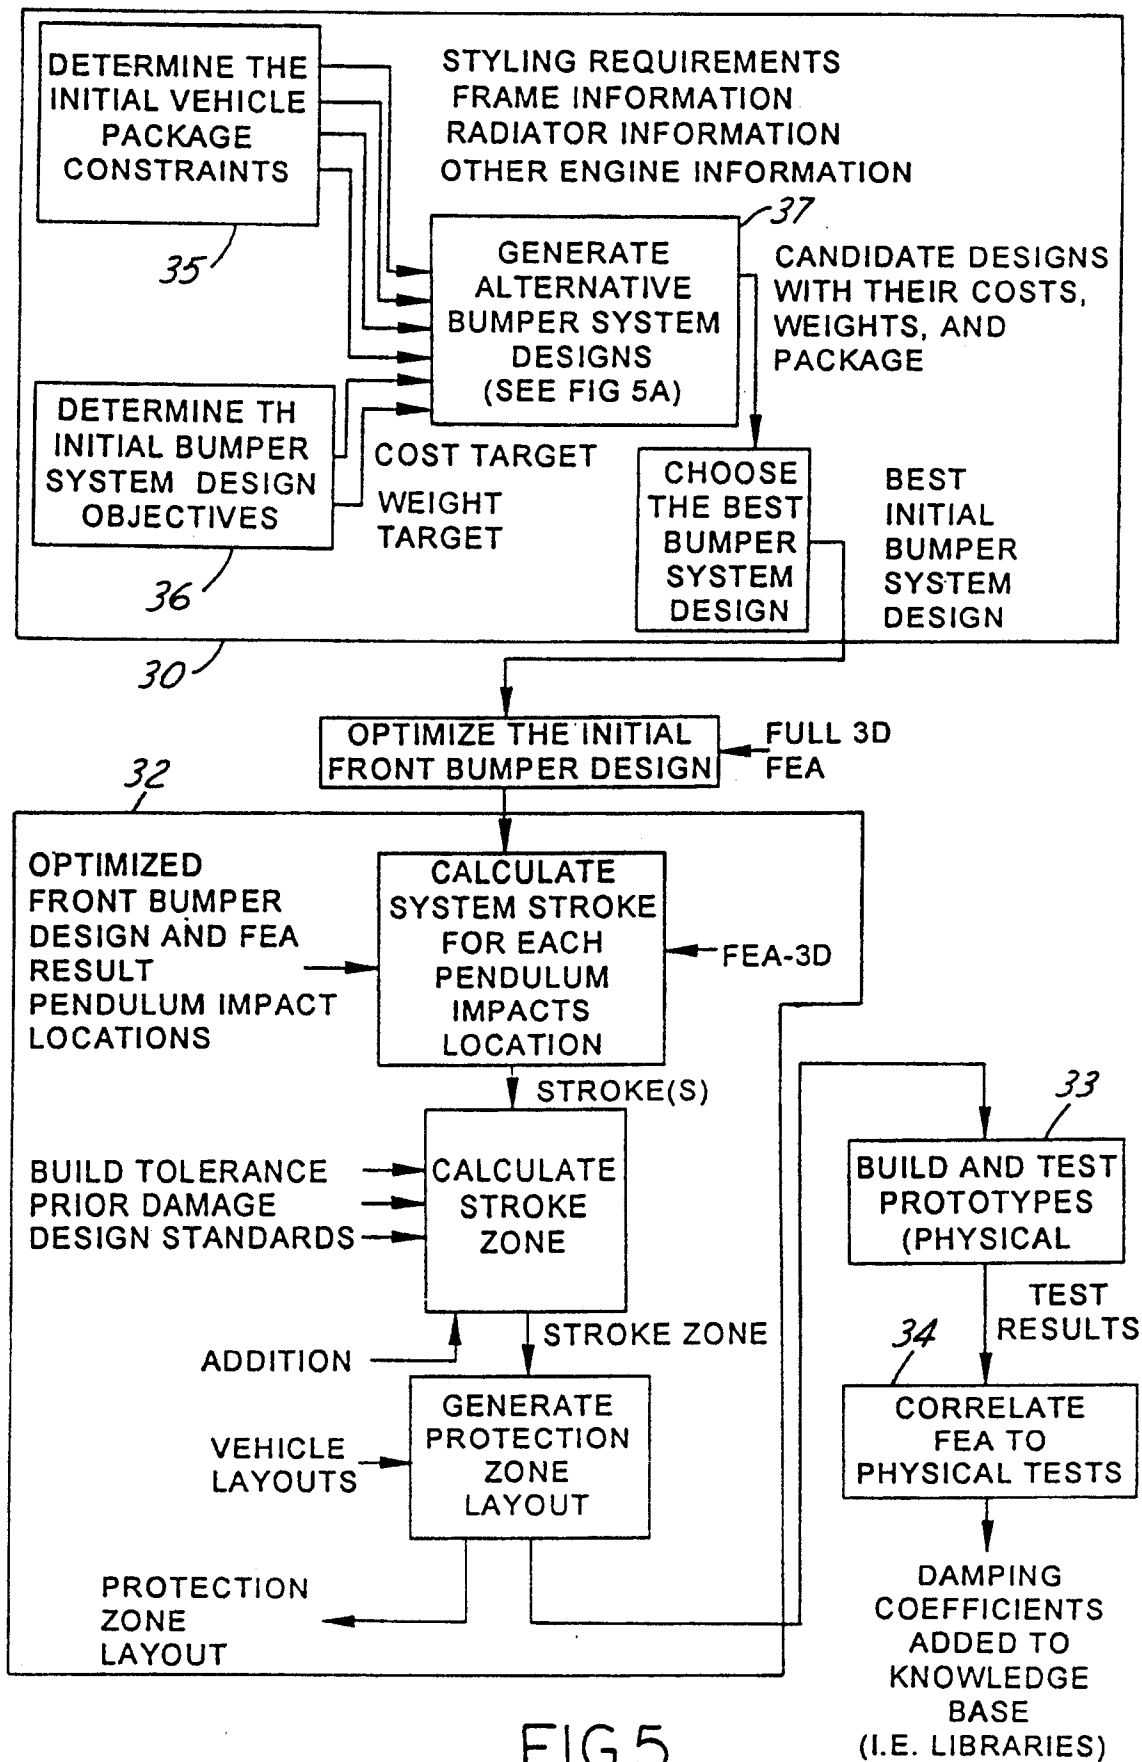 DETERMINE THE
INITIAL VEHICLE
PACKAGE
CONSTRAINTS
35
STYLING REQUIREMENTS
FRAME INFORMATION
RADIATOR INFORMATION
OTHER ENGINE INFORMATION
37
GENERATE
ALTERNATIVE
BUMPER SYSTEM
DESIGNS
(SEE FIG 5A)
CANDIDATE DESIGNS
WITH THEIR COSTS,
WEIGHTS, AND
PACKAGE
DETERMINE TH
INITIAL BUMPER
SYSTEM DESIGN
OBJECTIVES
36
COST TARGET
WEIGHT
TARGET
CHOOSE
THE BEST
BUMPER
SYSTEM
DESIGN
BEST
INITIAL
BUMPER
SYSTEM
DESIGN
30
OPTIMIZE THE INITIAL
FRONT BUMPER DESIGN
FULL 3D
FEA
32
OPTIMIZED
FRONT BUMPER
DESIGN AND FEA
RESULT
PENDULUM IMPACT
LOCATIONS
CALCULATE
SYSTEM STROKE
FOR EACH
PENDULUM
IMPACTS
LOCATION
FEA-3D
STROKE(S)
BUILD TOLERANCE
PRIOR DAMAGE
DESIGN STANDARDS
CALCULATE
STROKE
ZONE
ADDITION
STROKE ZONE
VEHICLE
LAYOUTS
GENERATE
PROTECTION
ZONE
LAYOUT
PROTECTION
ZONE
LAYOUT
33
BUILD AND TEST
PROTOTYPES
(PHYSICAL
TEST
RESULTS
34
CORRELATE
FEA TO
PHYSICAL TESTS
DAMPING
COEFFICIENTS
ADDED TO
KNOWLEDGE
BASE
(I.E. LIBRARIES)
FIG.5